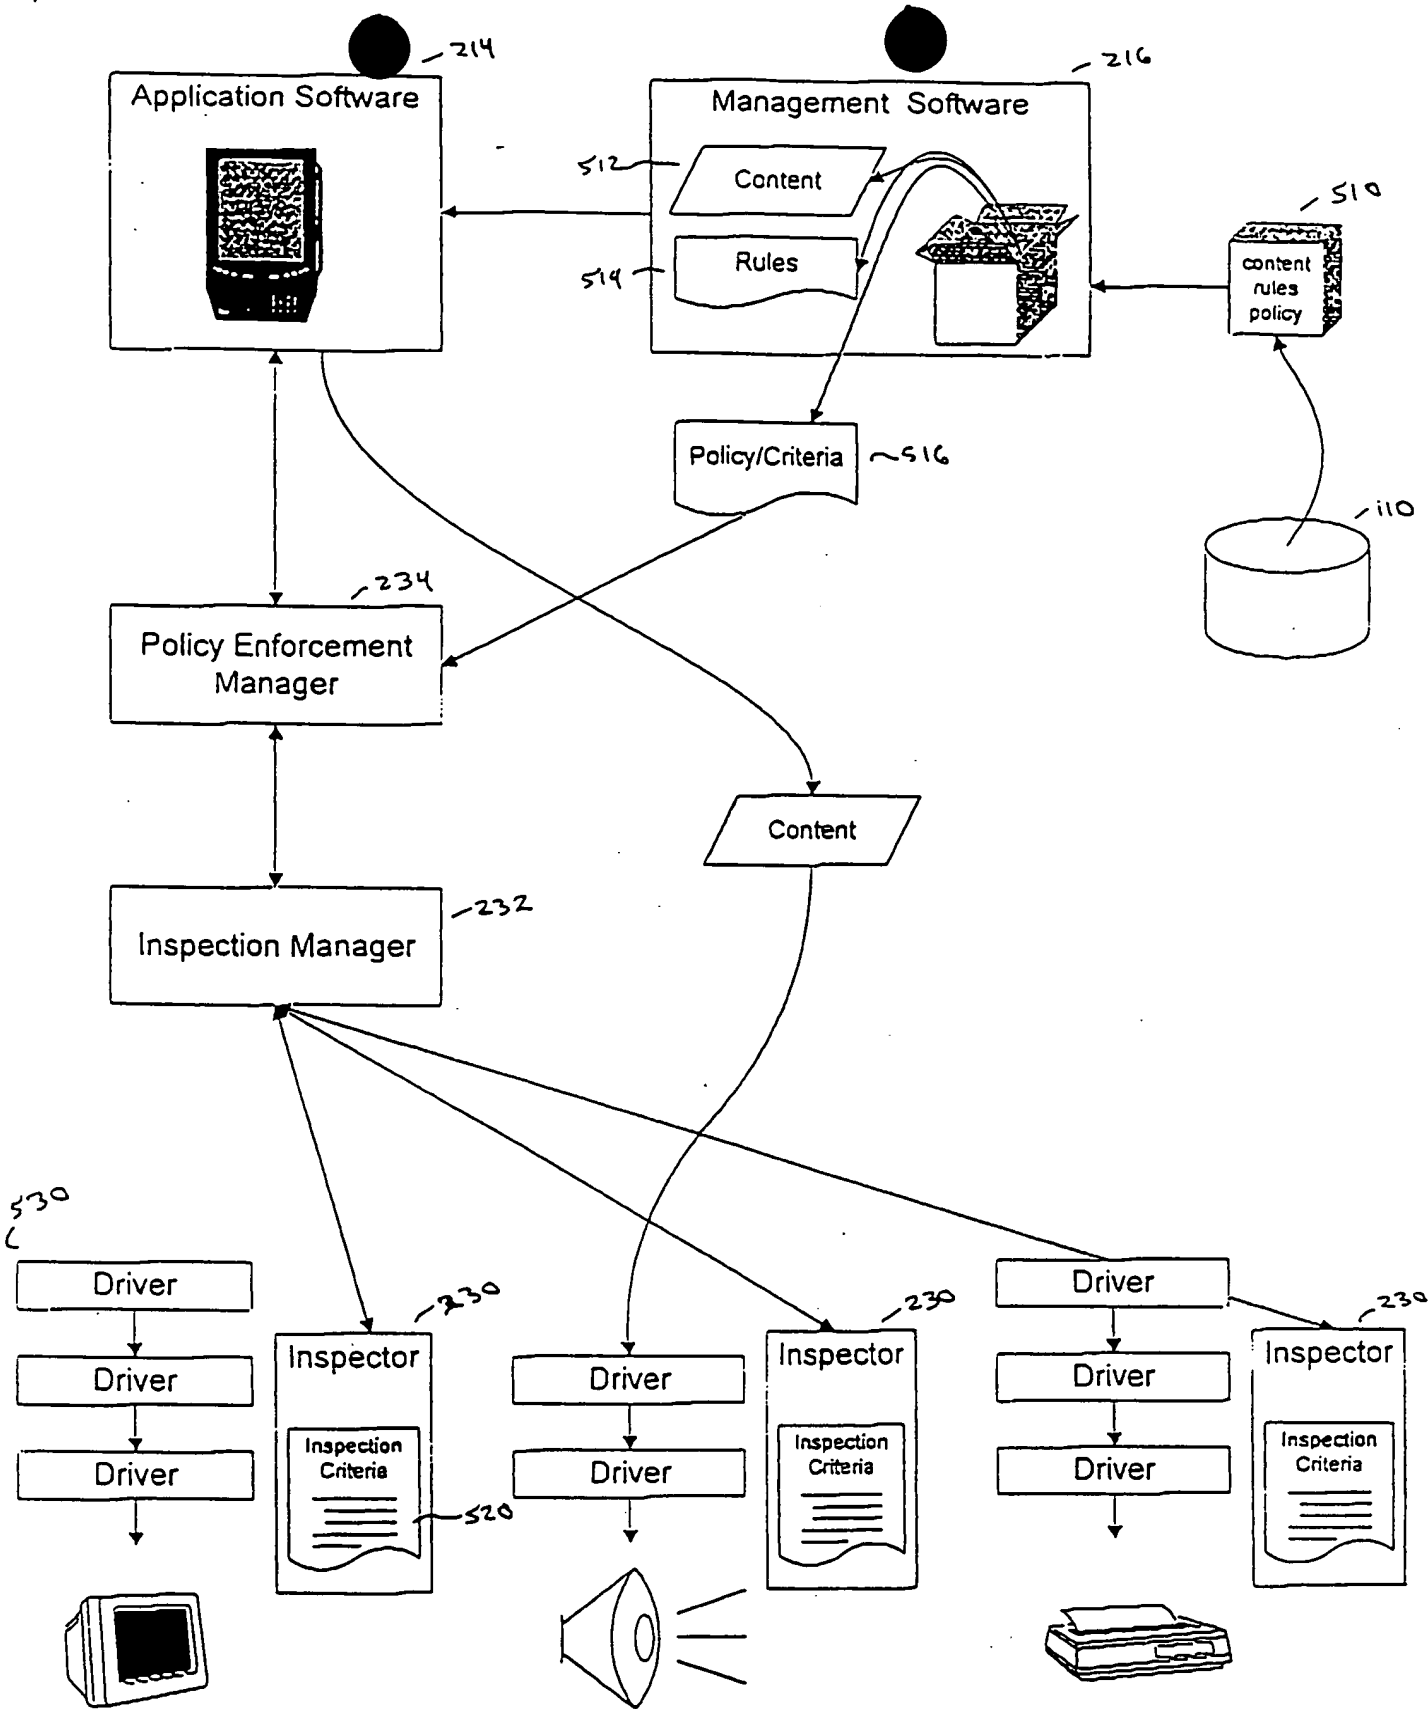 214
216
Application Software
Management Software
512
Content
510
514
Rules
content
rules
policy
Policy/Criteria
516
110
234
Policy Enforcement
Manager
Content
232
Inspection Manager
530
Driver
Driver
Driver
230
Inspector
Inspection
Criteria
520
Driver
Driver
230
Inspector
Inspection
Criteria
Driver
Driver
Driver
230
Inspector
Inspection
Criteria